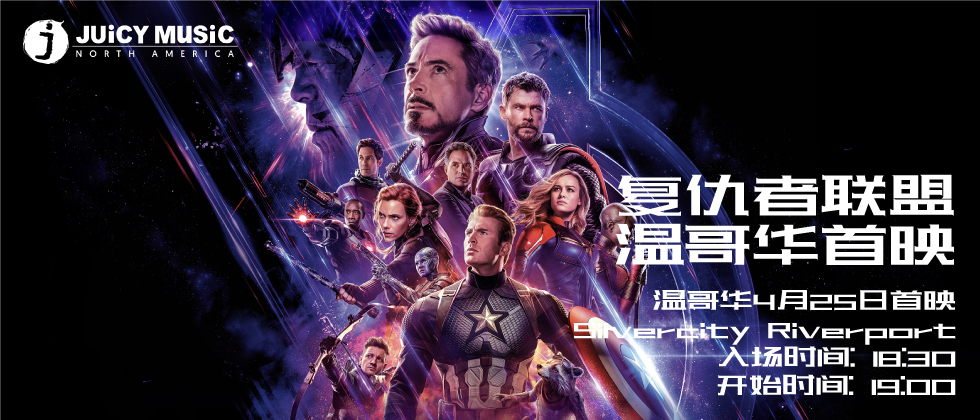 JUiCY MUSiC
NORTH AMERICA
复仇者联盟
温哥华首映
温哥华4月25日首映
Silvercity Riverport
入场时间: 18:30
开始时间: 19:00